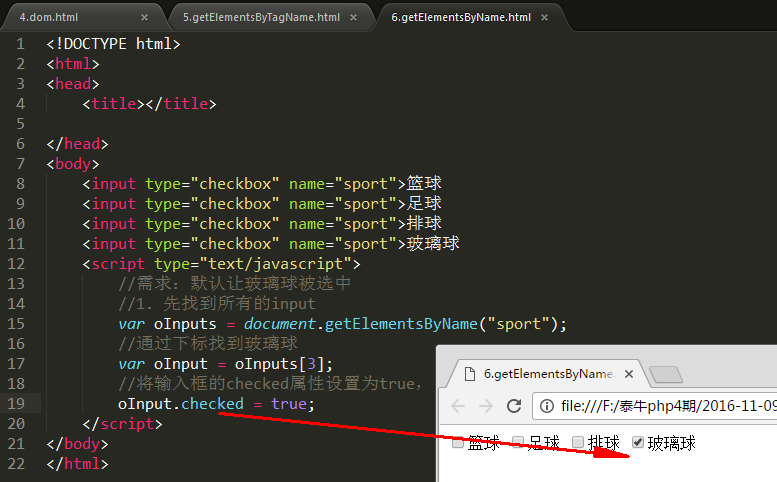 4.dom.html × 5.getElementsByTagName.html × 6.getElementsByName.html ×
1 <!DOCTYPE html>
2 <html>
3 <head>
4 <title></title>
5
6 </head>
7 <body>
8 <input type="checkbox" name="sport">篮球
9 <input type="checkbox" name="sport">足球
10 <input type="checkbox" name="sport">排球
11 <input type="checkbox" name="sport">玻璃球
12 <script type="text/javascript">
13 //需求：默认让玻璃球被选中
14 //1. 先找到所有的input
15 var oInputs = document.getElementsByName("sport");
16 //通过下标找到玻璃球
17 var oInput = oInputs[3];
18 //将输入框的checked属性设置为true，
19 oInput.checked = true;
20 </script>
21 </body>
22 </html>
6.getElementsByName. ×
file:///F:/泰牛php4期/2016-11-09
篮球 足球 排球 玻璃球